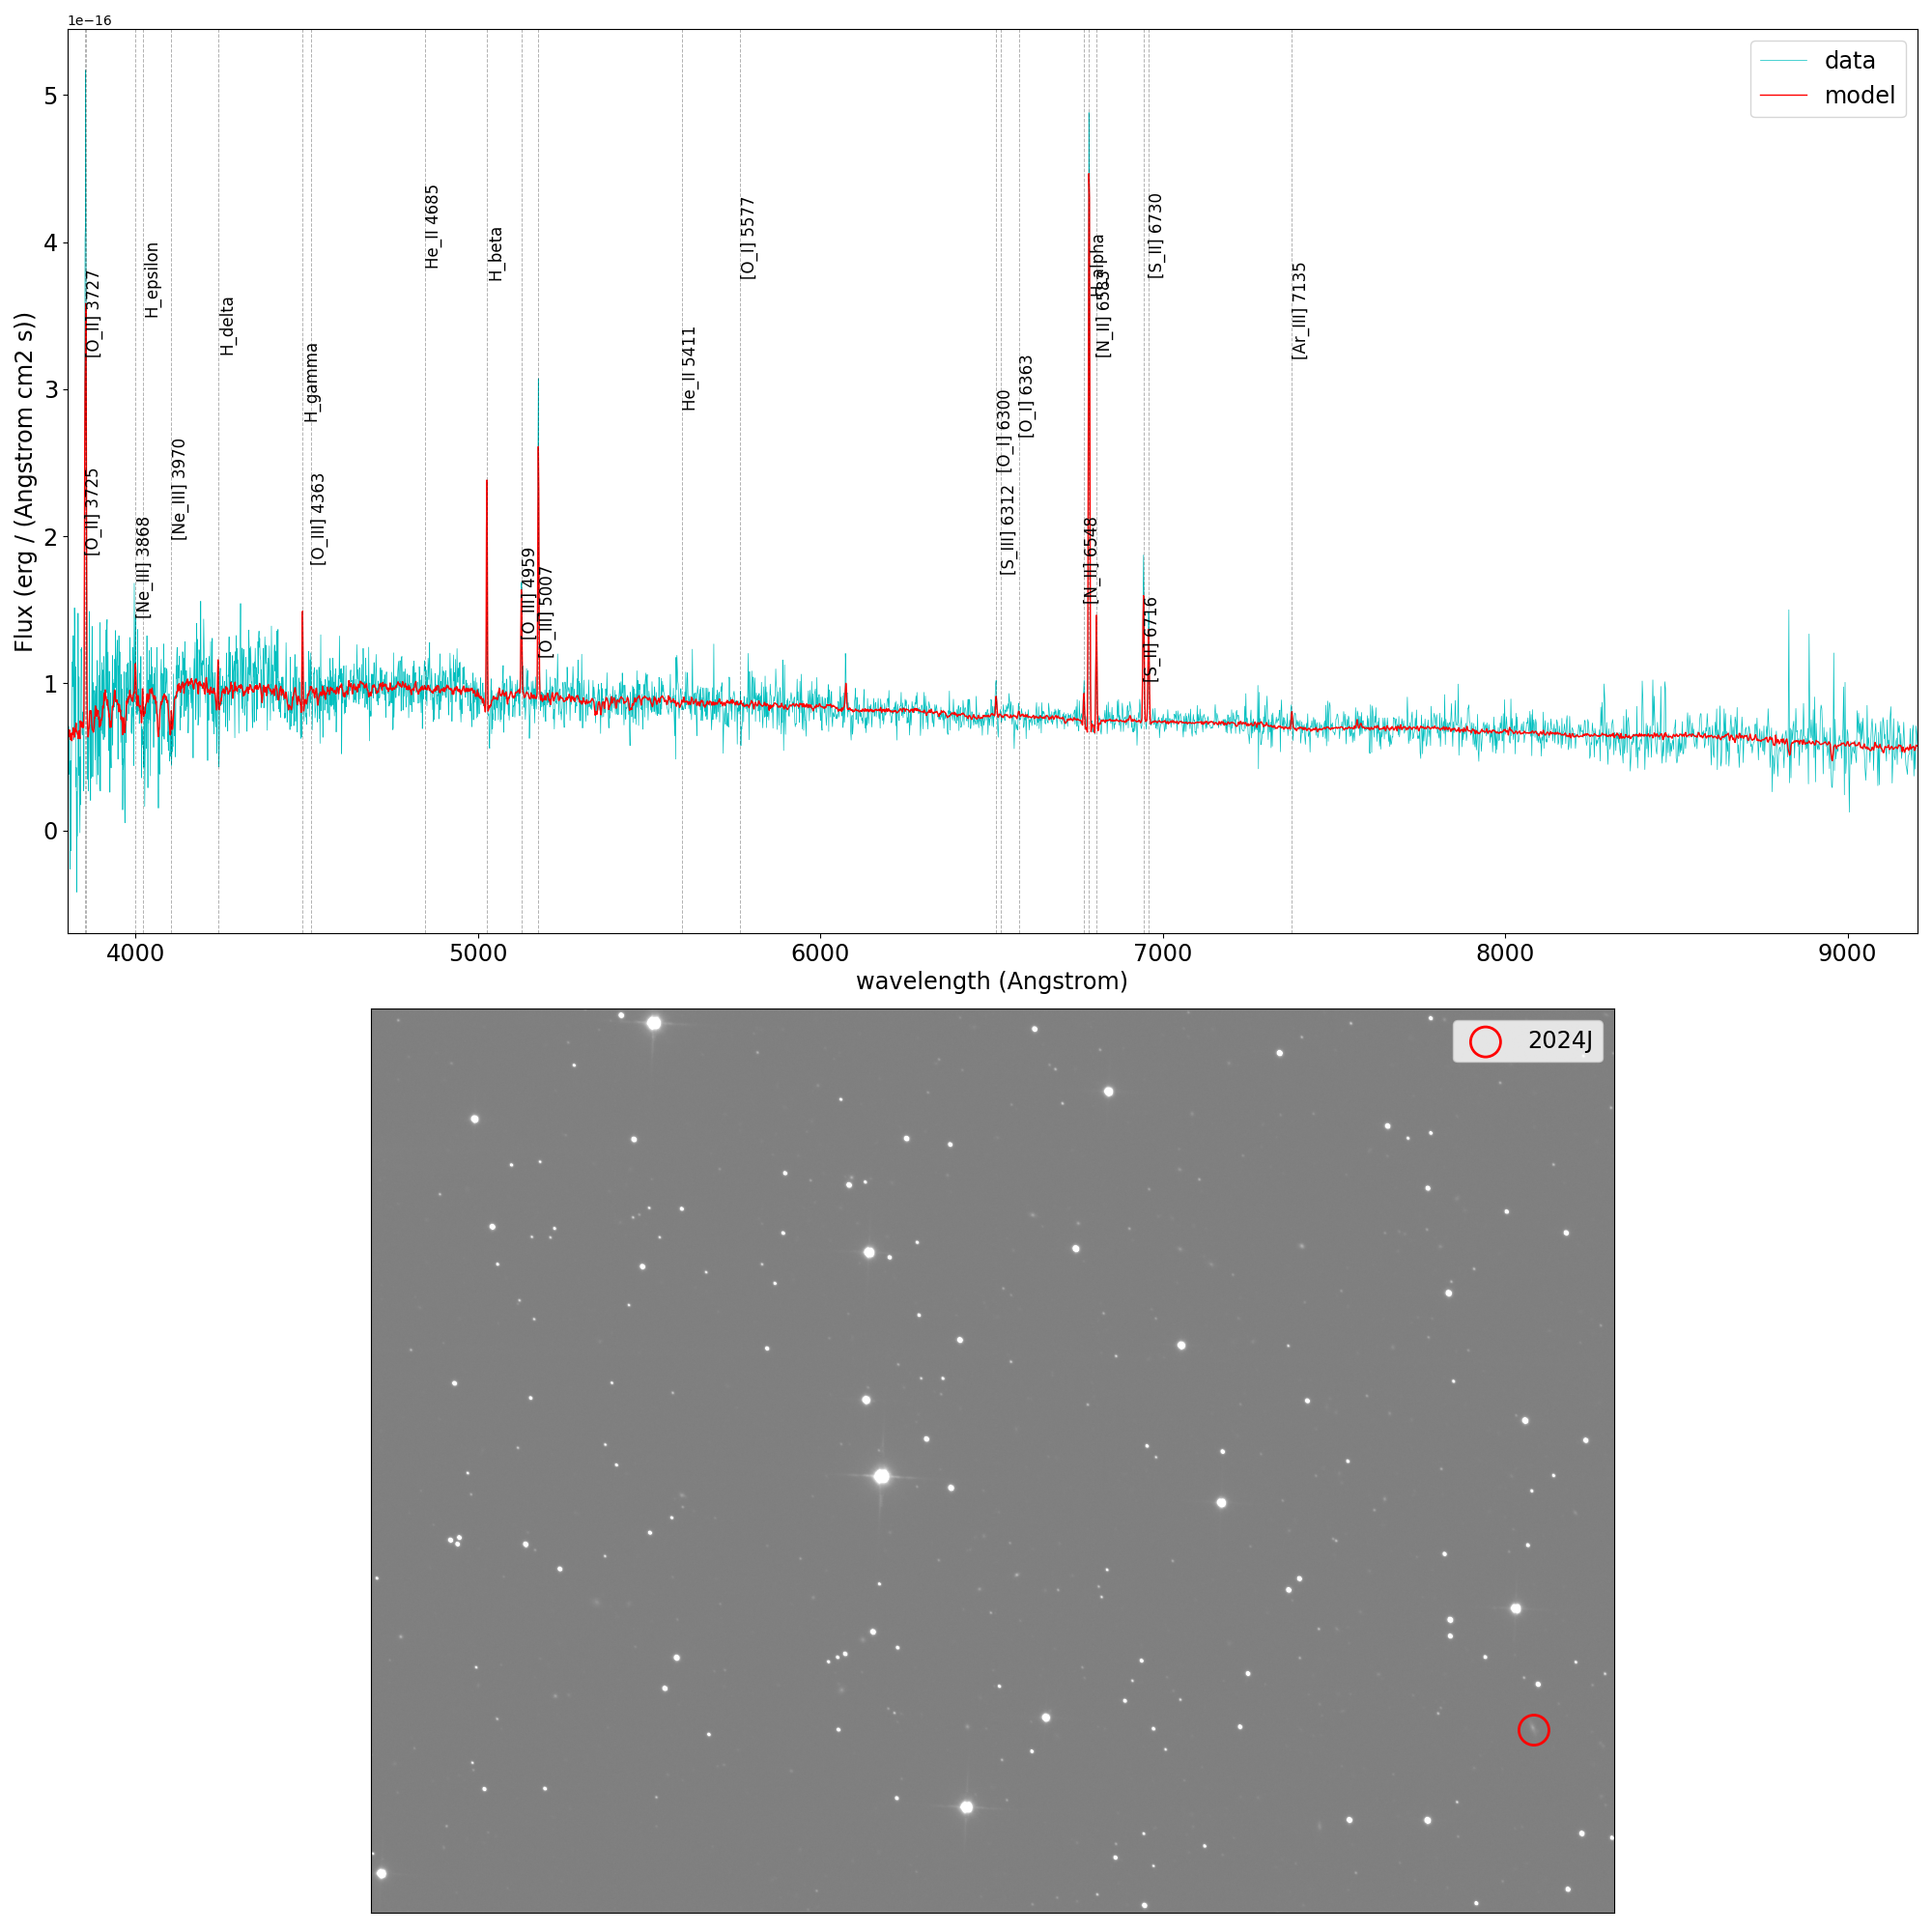 1e−16
data
model
Flux (erg / (Angstrom cm2 s))
5
4
3
2
1
0
[O_II] 3727
[O_II] 3725
[Ne_III] 3868
H_epsilon
[Ne_III] 3970
H_delta
H_gamma
[O_III] 4363
He_II 4685
H_beta
[O_III] 4959
[O_III] 5007
He_II 5411
[O_I] 5577
[O_I] 6300
[S_III] 6312
[O_I] 6363
[N_II] 6548
H_alpha
[N_II] 6583
[S_II] 6716
[S_II] 6730
[Ar_III] 7135
4000
5000
6000
7000
8000
9000
wavelength (Angstrom)
2024J